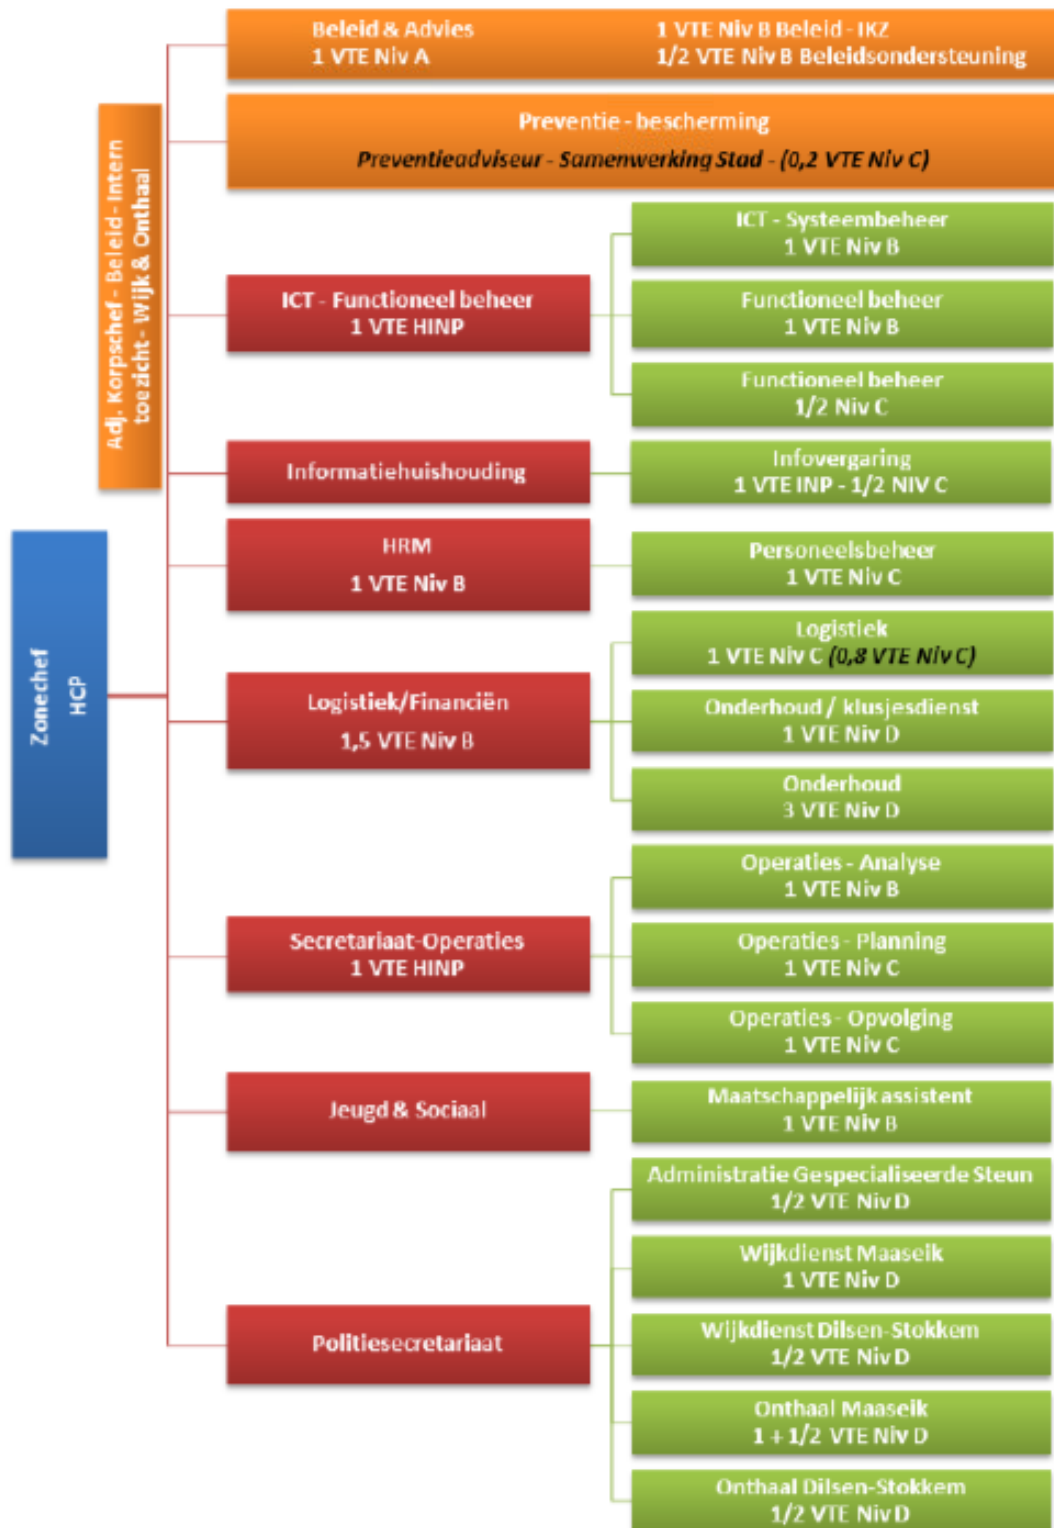 Beleid & Advies
1 VTE Niv A
1 VTE Niv B Beleid - IKZ
1/2 VTE Niv B Beleidsondersteuning
Preventie - bescherming
Preventieadviseur - Samenwerking Stad - (0,2 VTE Niv C)
Adj. Korpschef - Beleid - Intern
toezicht - Wijk & Onthaal
ICT - Functioneel beheer
1 VTE HINP
ICT - Systeembeheer
1 VTE Niv B
Functioneel beheer
1 VTE Niv B
Functioneel beheer
1/2 Niv C
Informatiehuishouding
Infovergaring
1 VTE INP - 1/2 NIV C
HRM
1 VTE Niv B
Personeelsbeheer
1 VTE Niv C
Zonechef
HCP
Logistiek/Financiën
1,5 VTE Niv B
Logistiek
1 VTE Niv C (0,8 VTE Niv C)
Onderhoud / klusjesdienst
1 VTE Niv D
Onderhoud
3 VTE Niv D
Secretariaat-Operaties
1 VTE HINP
Operaties - Analyse
1 VTE Niv B
Operaties - Planning
1 VTE Niv C
Operaties - Opvolging
1 VTE Niv C
Jeugd & Sociaal
Maatschappelijk assistent
1 VTE Niv B
Politiesecretariaat
Administratie Gespecialiseerde Steun
1/2 VTE Niv D
Wijkdienst Maaseik
1 VTE Niv D
Wijkdienst Dilsen-Stokkem
1/2 VTE Niv D
Onthaal Maaseik
1 + 1/2 VTE Niv D
Onthaal Dilsen-Stokkem
1/2 VTE Niv D